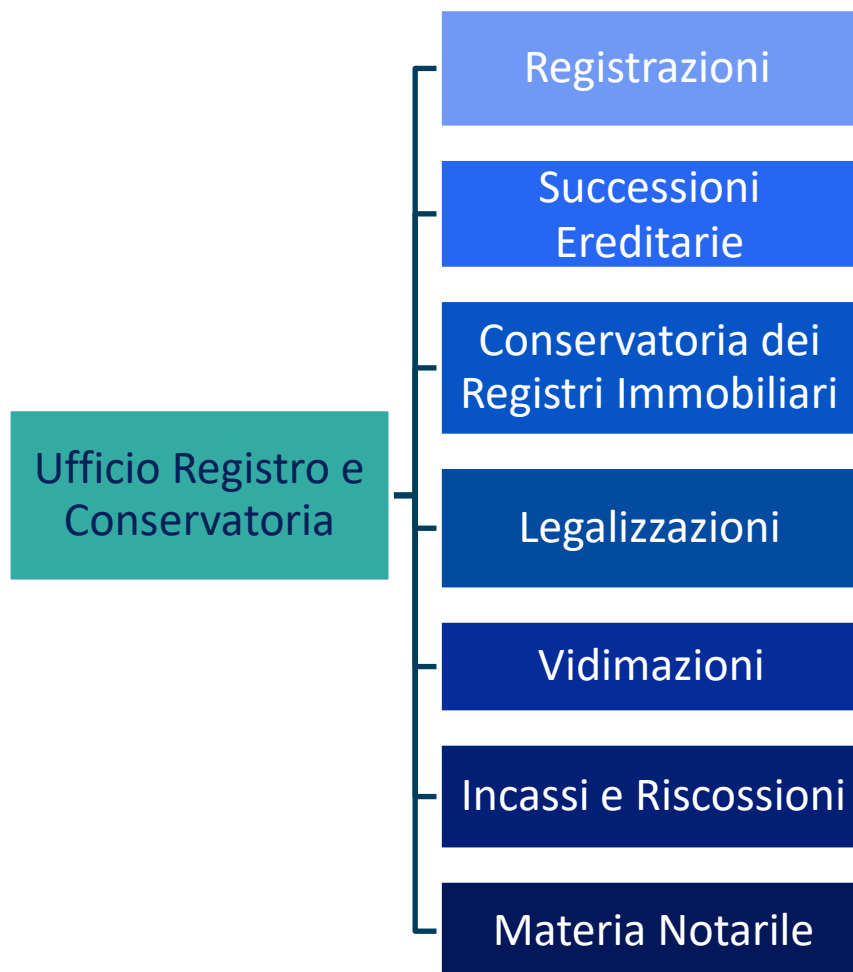 Registrazioni
Successioni
Ereditarie
Conservatoria dei
Registri Immobiliari
Ufficio Registro e
Conservatoria
Legalizzazioni
Vidimazioni
Incassi e Riscossioni
Materia Notarile